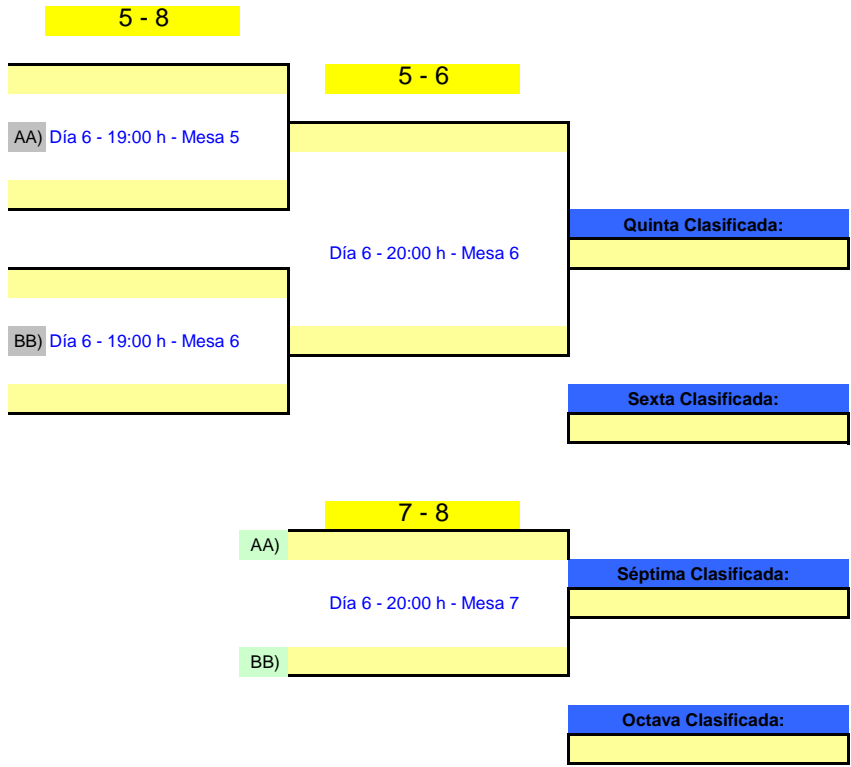 5 - 8
5 - 6
AA) Día 6 - 19:00 h - Mesa 5
Quinta Clasificada:
Día 6 - 20:00 h - Mesa 6
BB) Día 6 - 19:00 h - Mesa 6
Sexta Clasificada:
7 - 8
AA)
Séptima Clasificada:
Día 6 - 20:00 h - Mesa 7
BB)
Octava Clasificada: